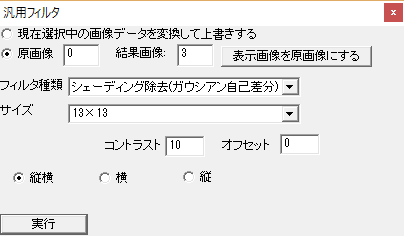 汎用フィルタ x
現在選択中の画像データを変換して上書きする
原画像 0 結果画像: 3 表示画像を原画像にする
フィルタ種類 シェーディング除去(ガウシアン自己差分)
サイズ 13×13
コントラスト 10 オフセット 0
縦横 横 縦
実行